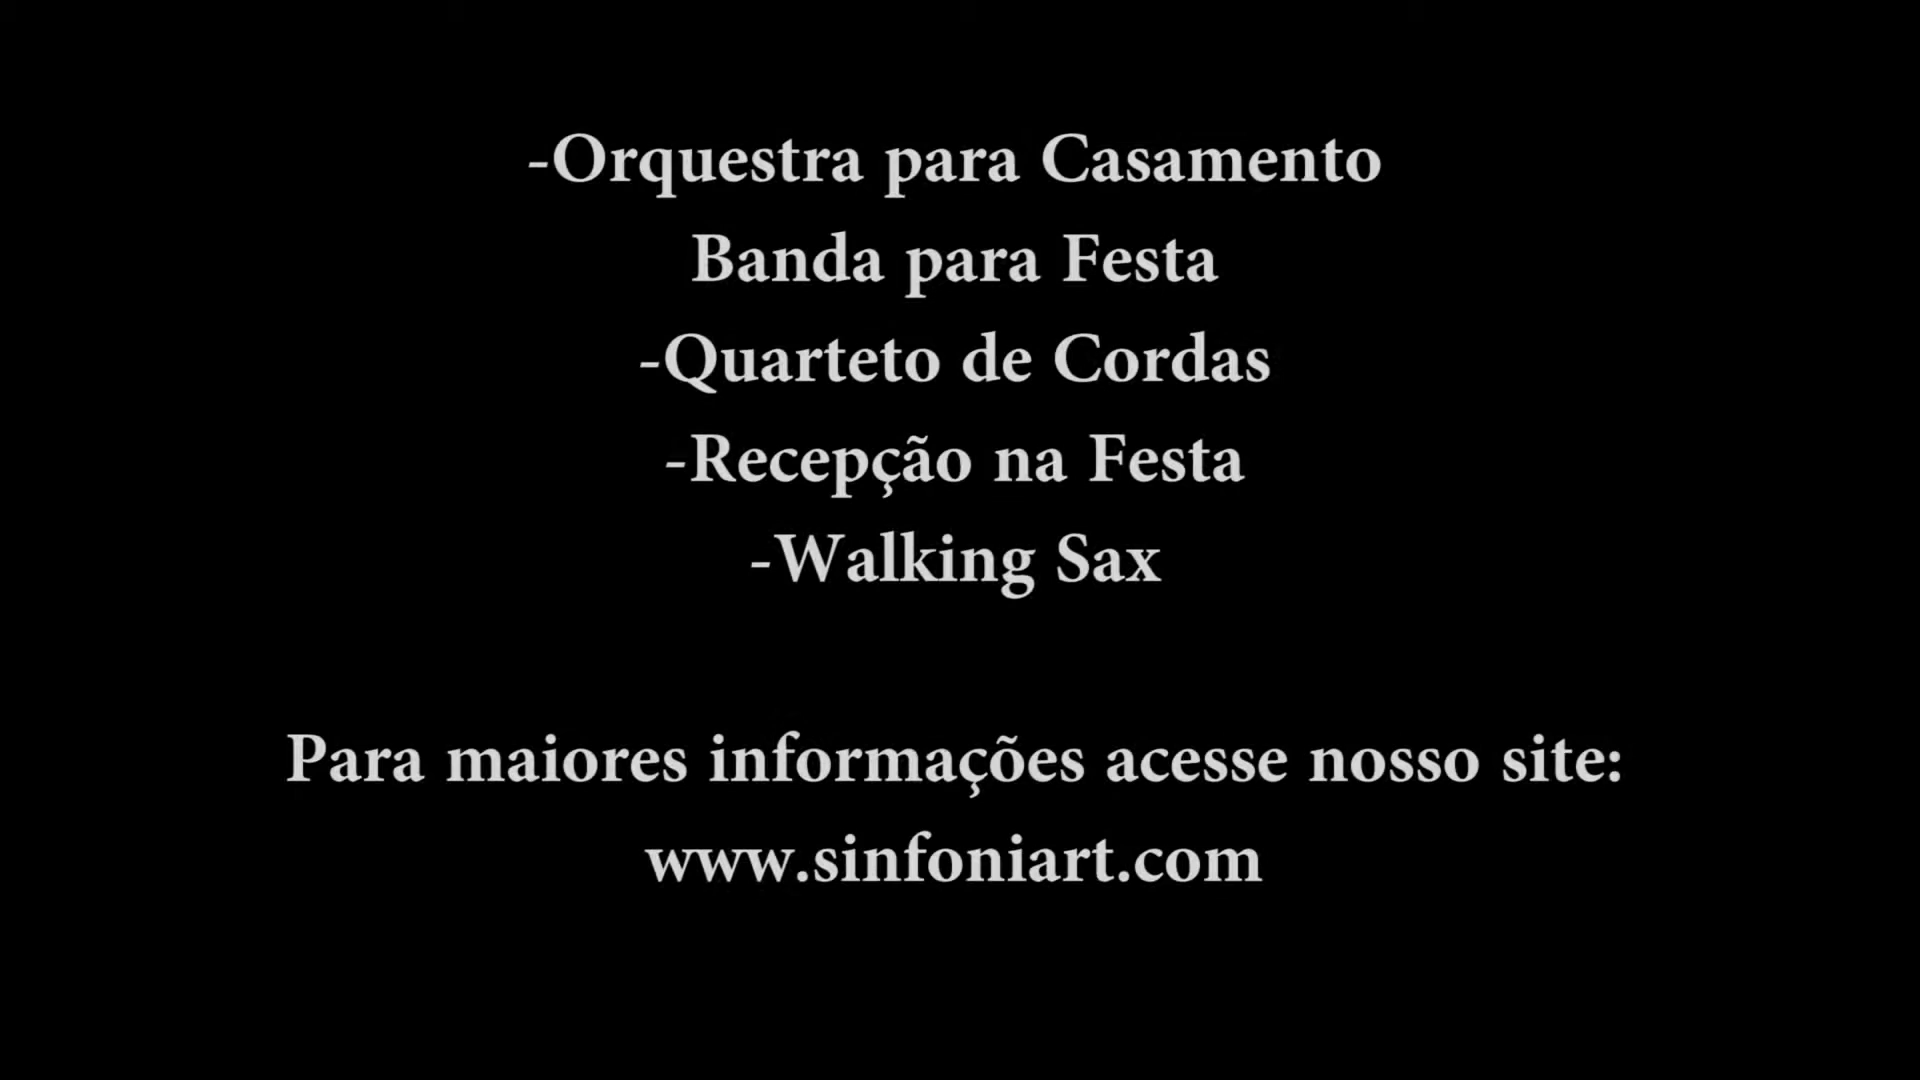 -Orquestra para Casamento
Banda para Festa
-Quarteto de Cordas
-Recepção na Festa
-Walking Sax
Para maiores informações acesse nosso site:
www.sinfoniart.com